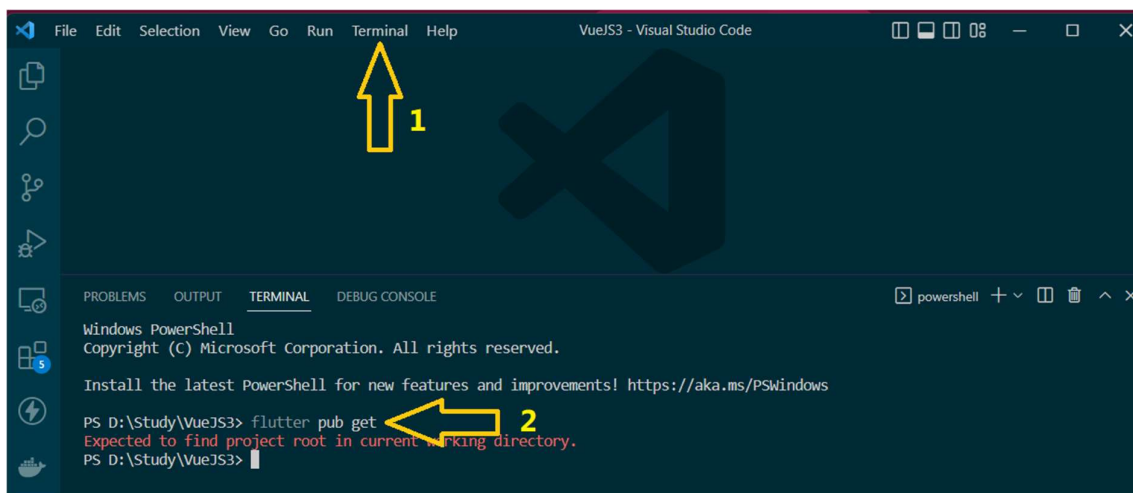 File Edit Selection View Go Run Terminal Help VueJS3 - Visual Studio Code
1
PROBLEMS OUTPUT TERMINAL DEBUG CONSOLE powershell
Windows PowerShell
Copyright (C) Microsoft Corporation. All rights reserved.
Install the latest PowerShell for new features and improvements! https://aka.ms/PSWindows
PS D:\Study\VueJS3> flutter pub get 2
Expected to find project root in current working directory.
PS D:\Study\VueJS3>
5